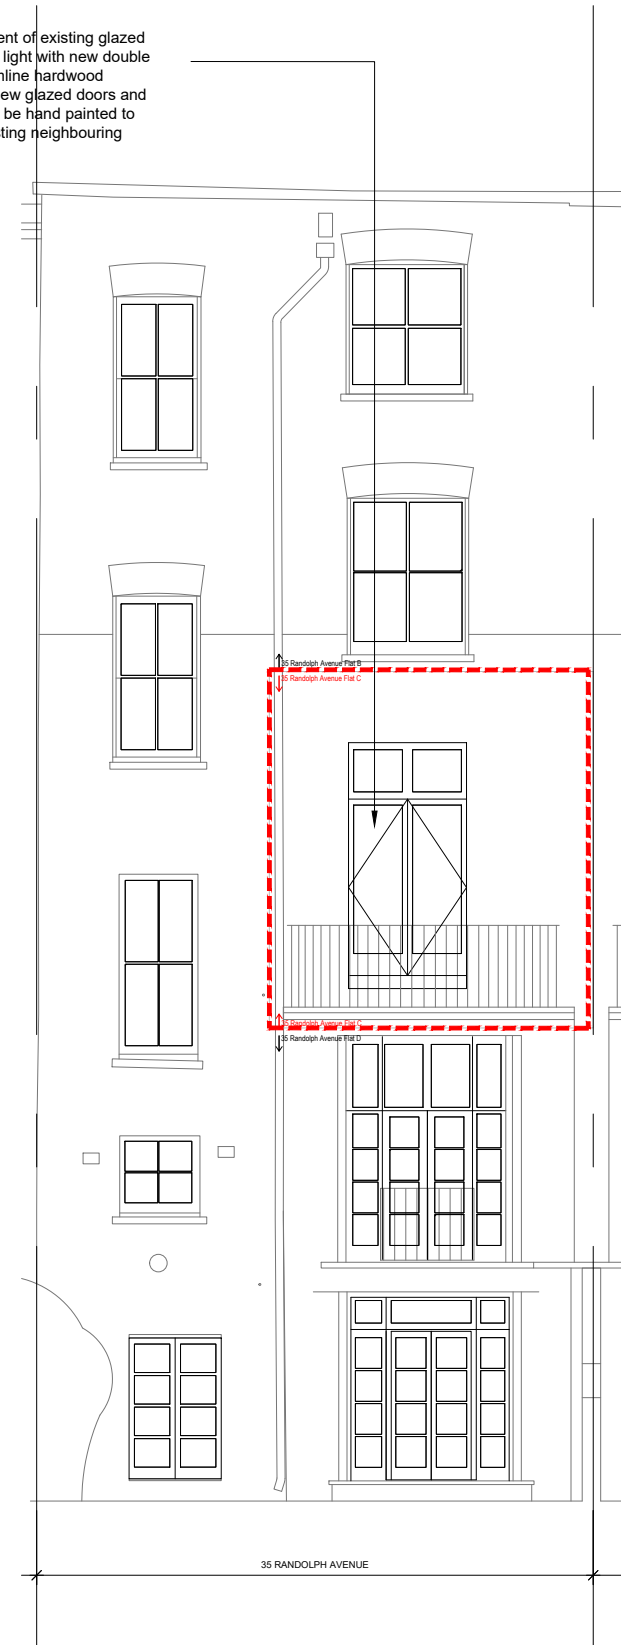 ent of existing glazed
light with new double
nline hardwood
ew glazed doors and
be hand painted to
sting neighbouring
35 Randolph Avenue Flat B
35 Randolph Avenue Flat C
35 Randolph Avenue Flat C
35 Randolph Avenue Flat D
35 RANDOLPH AVENUE